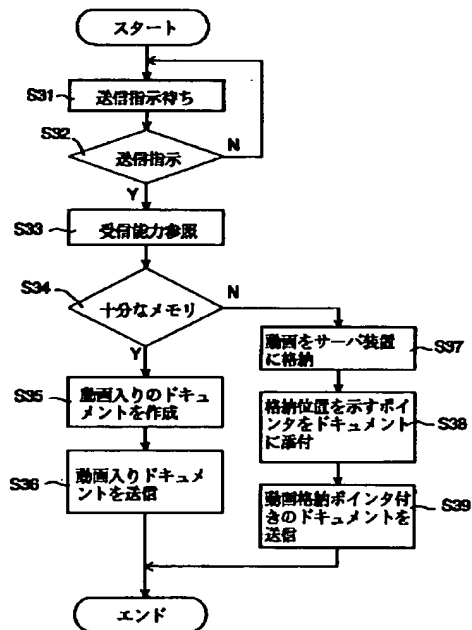 スタート
S31
送信指示待ち
S32
送信指示
N
Y
S33
受信能力参照
S34
十分なメモリ
N
Y
S35
動画入りのドキュ
メントを作成
S36
動画入りドキュメ
ントを送信
動画をサーバ装置
に格納
S37
格納位置を示すポイ
ンタをドキュメント
に添付
S38
動画格納ポインタ付
きのドキュメントを
送信
S39
エンド